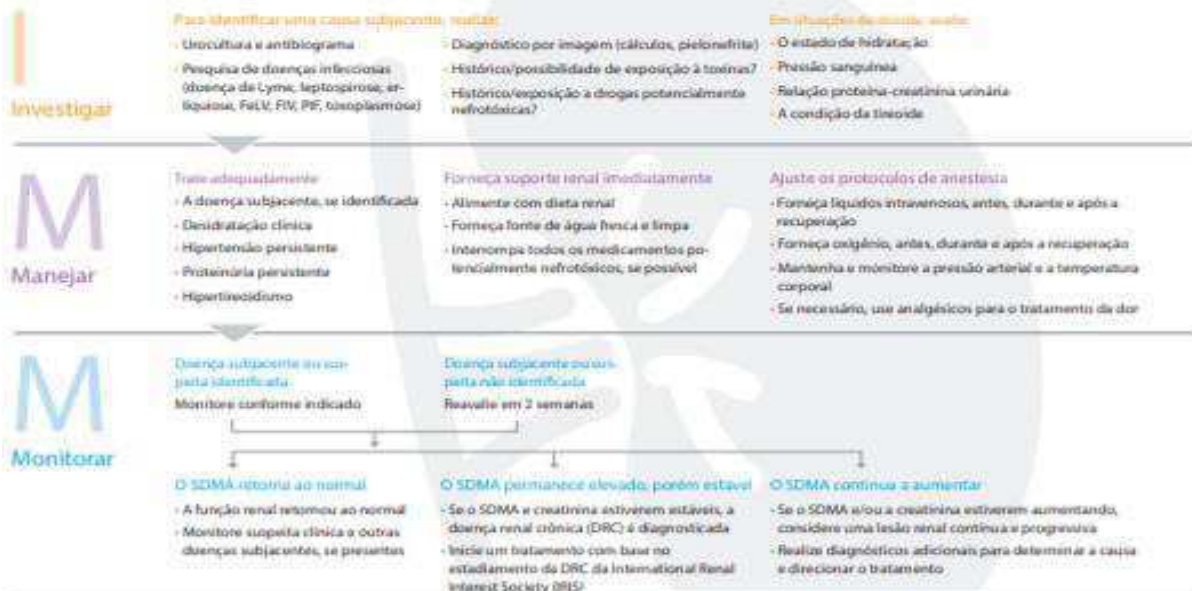 I
Investigar
Para identificar uma causa subjacente, realize:
- Urocultura e antibiograma
- Pesquisa de doenças infecciosas
(doença de Lyme, leptospirose, er-
liquiose, FeLV, FIV, PIF, toxoplasmose)
- Diagnóstico por imagem (cálculos, pielonefrite)
- Histórico/possibilidade de exposição à toxinas?
- Histórico/exposição a drogas potencialmente
nefrotóxicas?
Em situações de
- O estado de hidratação
- Pressão sanguínea
- Relação proteína-creatinina urinária
- A condição da tireoide
M
Manejar
Trate adequadamente
- A doença subjacente, se identificada
- Desidratação clínica
- Hipertensão persistente
- Proteinúria persistente
- Hipertireoidismo
Forneça suporte renal imediatamente
- Alimente com dieta renal
- Forneça fonte de água fresca e limpa
- Interrompa todos os medicamentos po-
tencialmente nefrotóxicos, se possível
Ajuste os protocolos de anestesia
- Forneça líquidos intravenosos, antes, durante e após a
recuperação
- Forneça oxigênio, antes, durante e após a recuperação
- Mantenha e monitore a pressão arterial e a temperatura
corporal
- Se necessário, use analgésicos para o tratamento da dor
M
Monitorar
Doença subjacente ou sus-
peita identificada
Monitore conforme indicado
Doença subjacente ou sus-
peita não identificada
Reavalie em 2 semanas
O SDMA retorna ao normal
- A função renal retornou ao normal
- Monitore suspeita clínica e outras
doenças subjacentes, se presentes
O SDMA permanece elevado, porém estável
- Se o SDMA e creatinina estiverem estáveis, a
doença renal crônica (DRC) é diagnosticada
- Inicie um tratamento com base no
estadiamento da DRC da International Renal
Interest Society (IRIS)
O SDMA continua a aumentar
- Se o SDMA e/ou a creatinina estiverem aumentando,
considere uma lesão renal contínua e progressiva
- Realize diagnósticos adicionais para determinar a causa
e direcionar o tratamento